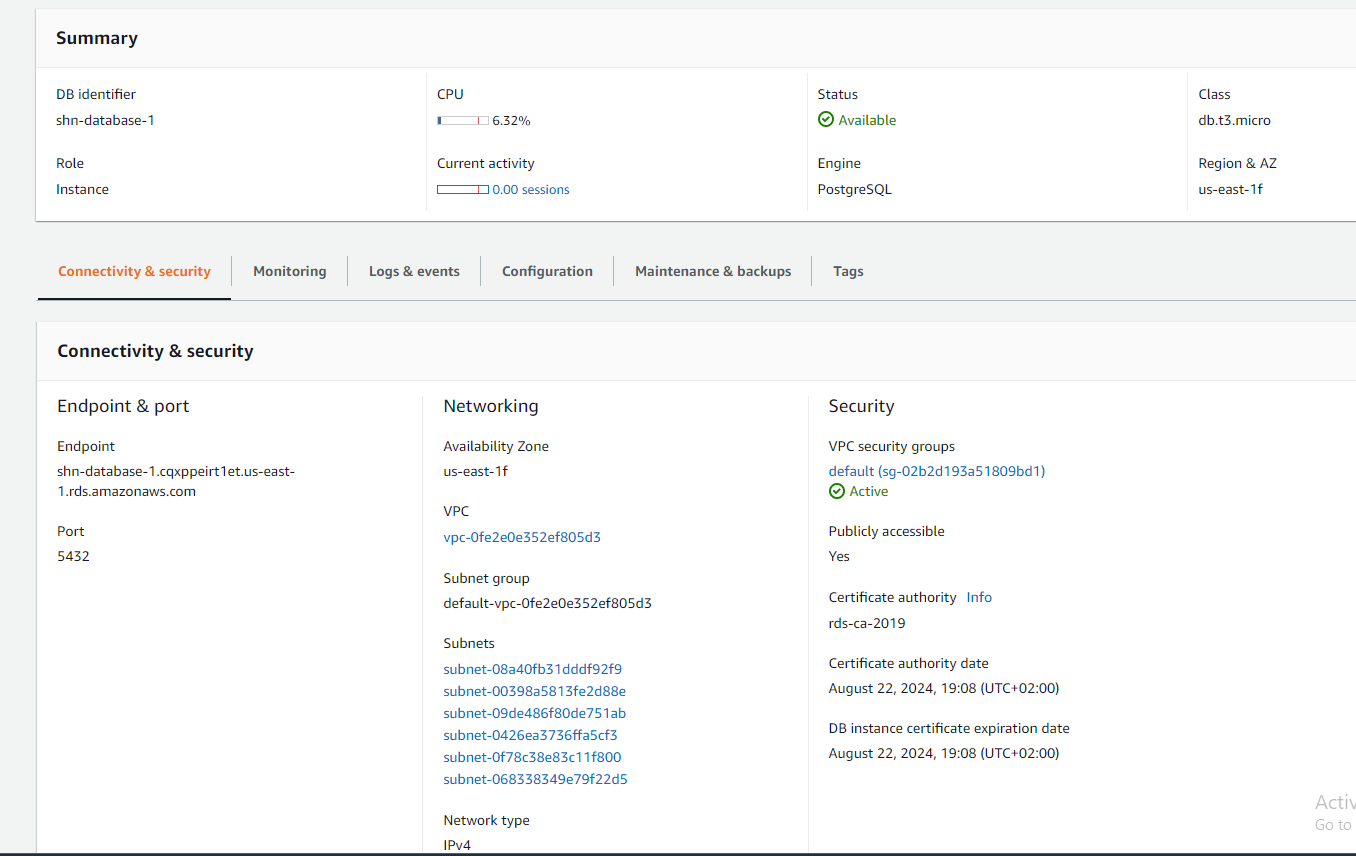 Summary
DB identifier
shn-database-1
CPU
6.32%
Status
Available
Class
db.t3.micro
Role
Instance
Current activity
0.00 sessions
Engine
PostgreSQL
Region & AZ
us-east-1f
Connectivity & security
Monitoring
Logs & events
Configuration
Maintenance & backups
Tags
Connectivity & security
Endpoint & port
Endpoint
shn-database-1.cqxppeirt1et.us-east-
1.rds.amazonaws.com
Port
5432
Networking
Availability Zone
us-east-1f
VPC
vpc-0fe2e0e352ef805d3
Subnet group
default-vpc-0fe2e0e352ef805d3
Subnets
subnet-08a40fb31dddf92f9
subnet-00398a5813fe2d88e
subnet-09de486f80de751ab
subnet-0426ea3736ffa5cf3
subnet-0f78c38e83c11f800
subnet-068338349e79f22d5
Network type
IPv4
Security
VPC security groups
default (sg-02b2d193a51809bd1)
Active
Publicly accessible
Yes
Certificate authority Info
rds-ca-2019
Certificate authority date
August 22, 2024, 19:08 (UTC+02:00)
DB instance certificate expiration date
August 22, 2024, 19:08 (UTC+02:00)
Activ
Go to